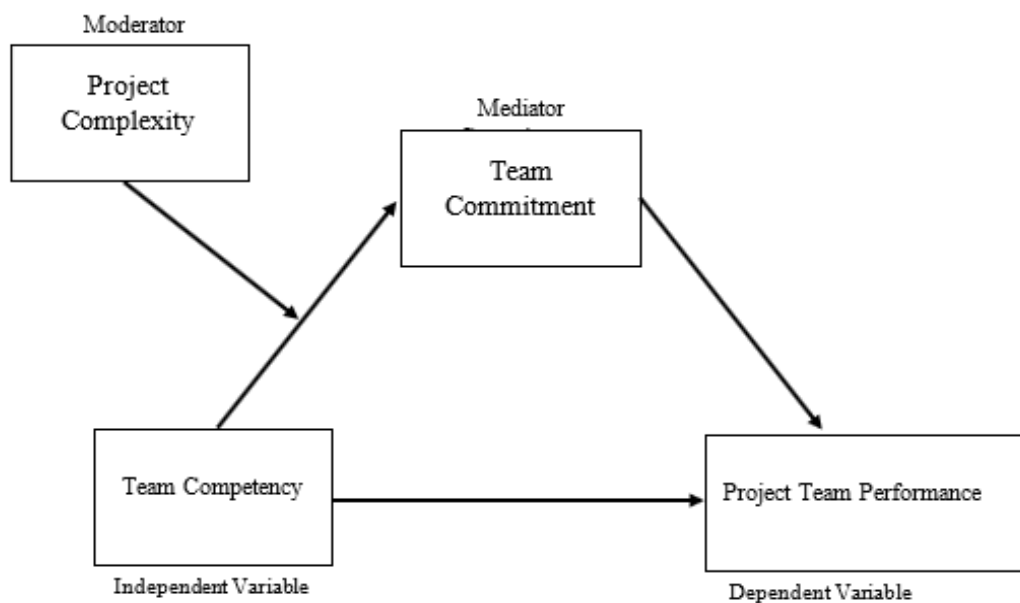 Moderator
Project
Complexity
Mediator
Team
Commitment
Team Competency
Project Team Performance
Independent Variable
Dependent Variable